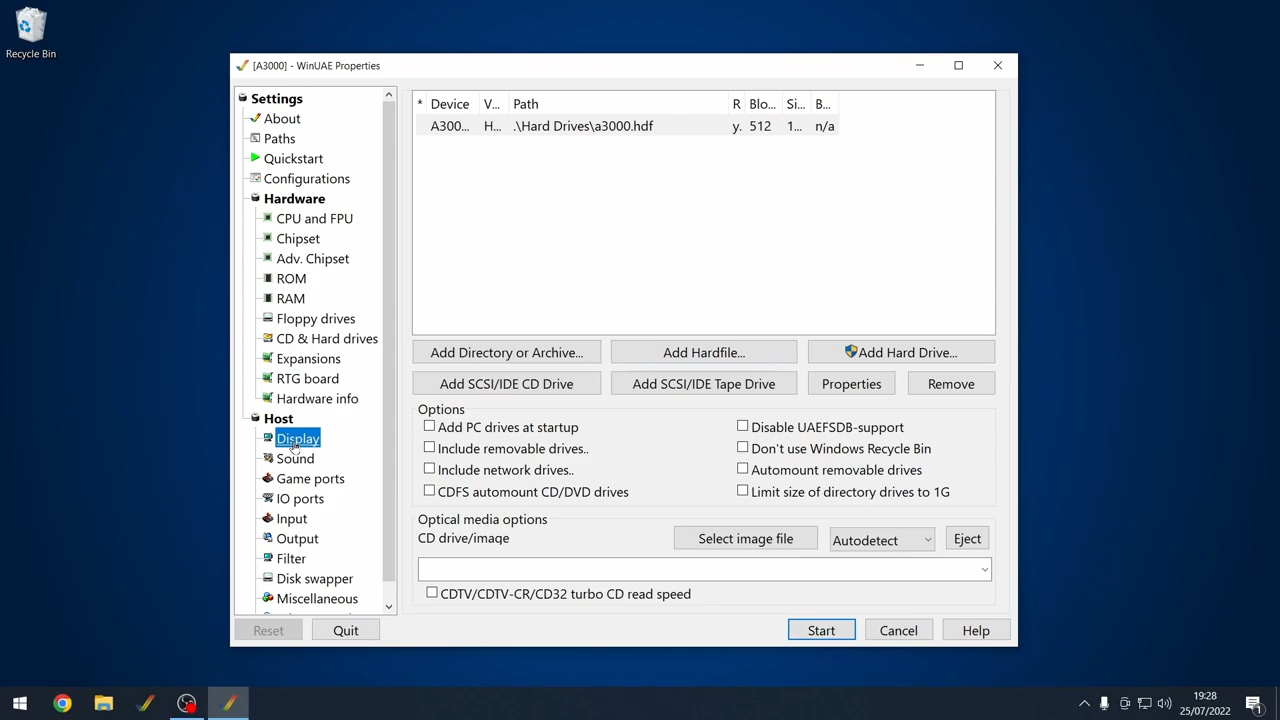 Recycle Bin
[A3000] - WinUAE Properties
Settings
About
Paths
Quickstart
Configurations
Hardware
CPU and FPU
Chipset
Adv. Chipset
ROM
RAM
Floppy drives
CD & Hard drives
Expansions
RTG board
Hardware info
Host
Display
Sound
Game ports
IO ports
Input
Output
Filter
Disk swapper
Miscellaneous
Reset
Quit
* Device V... Path R Blo... Si... B...
A300... H... .\Hard Drives\a3000.hdf y. 512 1... n/a
Add Directory or Archive... Add Hardfile... Add Hard Drive...
Add SCSI/IDE CD Drive Add SCSI/IDE Tape Drive Properties Remove
Options
Add PC drives at startup Disable UAEFSDB-support
Include removable drives.. Don't use Windows Recycle Bin
Include network drives.. Automount removable drives
CDFS automount CD/DVD drives Limit size of directory drives to 1G
Optical media options
CD drive/image Select image file Autodetect Eject
CDTV/CDTV-CR/CD32 turbo CD read speed
Start Cancel Help
19:28
25/07/2022
1